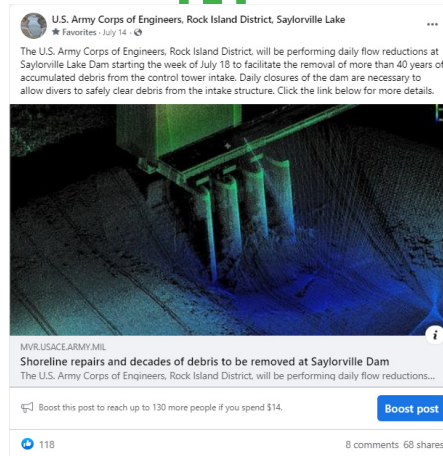 U.S. Army Corps of Engineers, Rock Island District, Saylorville Lake
Favorites · July 14 ·
The U.S. Army Corps of Engineers, Rock Island District, will be performing daily flow reductions at
Saylorville Lake Dam starting the week of July 18 to facilitate the removal of more than 40 years of
accumulated debris from the control tower intake. Daily closures of the dam are necessary to
allow divers to safely clear debris from the intake structure. Click the link below for more details.
MVR.USACE.ARMY.MIL
Shoreline repairs and decades of debris to be removed at Saylorville Dam
The U.S. Army Corps of Engineers, Rock Island District, will be performing daily flow reductions...
Boost this post to reach up to 130 more people if you spend $14.
Boost post
118
8 comments 68 shares